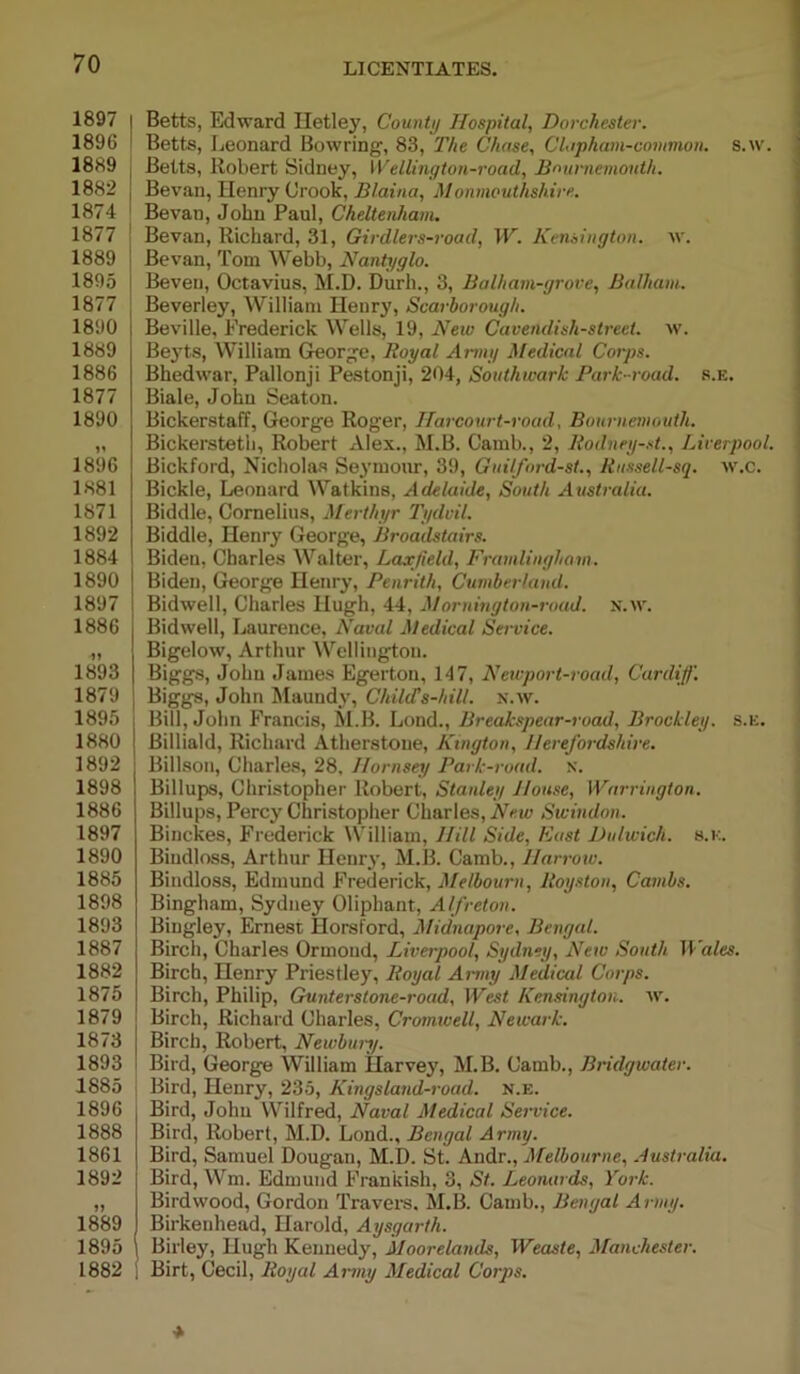 70
LICENTIATES.
1897 Betts, Edward Hetley, County Hospital, Dorchester.
1896 Betts, Leonard Bowring, 83, The Chase, Clapham-common. S.W.
1889 Betts, Robert Sidney, Wellington-road, Bournemouth.
1882 Bevan, Henry Crook, Blaina, Monmouthshire.
1874 Bevan, John Paul, Cheltenham.
1877 Bevan, Richard, 31, Girdlers-road, W. Kensington. W.
1889 Bevan, Tom Webb, Nantyglo.
1895 Beven, Octavius, M.D. Durh., 3, Balham-grove, Balham.
1877 Beverley, William Henry, Scarborough.
1890 Beville, Frederick Wells, 19, New Cavendish-street. W.
1889 Beyts, William George, Royal Army Medical Corps.
1886 Bhedwar, Pallonji Pestonji, 204, Southwark Park-road. S.E.
1877 Biale, John Seaton.
1890 Bickerstaff, George Roger, Harcourt-road, Bournemouth.
„ Bickersteth, Robert Alex., M.B. Camb., 2, Rodney-st., Liverpool.
1896 Bickford, Nicholas Seymour, 39, Guilford-st., Russell-sq. W.C.
1881 Bickle, Leonard Watkins, Adelaide, South Australia.
1871 Biddle, Cornelius, Merthyr Tydvil.
1892 Biddle, Henry George, Broadstairs.
1884 Biden, Charles Walter, Laxfield, Framlingham.
1890 Biden, George Henry, Penrith, Cumberland.
1897 Bidwell, Charles Hugh, 44, Mornington-road. N.W.
1886 Bidwell, Laurence, Naval Medical Service.
„ Bigelow, Arthur Wellington.
1893 Biggs, John James Egerton, 147, Newport-road, Cardiff.
1879 Biggs, John Maundy, Child's-hill. N.W.
1895 Bill, John Francis, M.B. Lond., Breakspear-road, Brockley. S.E.
1880 Billiald, Richard Atherstone, Kington, Herefordshire.
1892 Billson, Charles, 28, Hornsey Park-road. N.
1898 Billups, Christopher Robert, Stanley House, Warrington.
1886 Billups, Percy Christopher Charles, New Swindon.
1897 Binckes, Frederick William, Hill Side, East Dulwich. S.E.
1890 Bindloss, Arthur Henry, M.B. Camb., Harrow.
1885 Bindloss, Edmund Frederick, Melbourn, Royston, Cambs.
1898 Bingham, Sydney Oliphant, Alfreton.
1893 Bingley, Ernest Horsford, Midnapore, Bengal.
1887 Birch, Charles Ormond, Liverpool, Sydney, New South Wales.
1882 Birch, Henry Priestley, Royal Army Medical Corps.
1875 Birch, Philip, Gunterstone-road, West Kensington. W.
1879 Birch, Richard Charles, Cromwell, Newark.
1873 Birch, Robert, Newbury.
1893 Bird, George William Harvey, M.B. Camb., Bridgwater.
1885 Bird, Henry, 235, Kingsland-road. N.E.
1896 Bird, John Wilfred, Naval Medical Service.
1888 Bird, Robert, M.D. Lond., Bengal Army.
1861 Bird, Samuel Dougan, M.D. St. Andr., Melbourne, Australia.
1892 Bird, Wm. Edmund Frankish, 3, St. Leonards, York.
„ Birdwood, Gordon Travers. M.B. Camb., Bengal Army.
1889 Birkenhead, Harold, Aysgarth.
1895 Birley, Hugh Kennedy, Moorelands, Weaste, Manchester.
1882 Birt, Cecil, Royal Army Medical Corps.